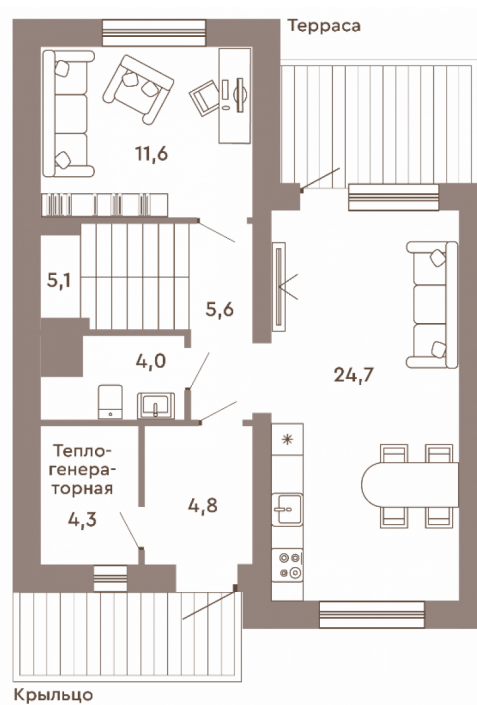 Терраса
11,6
5,1
5,6
4,0
24,7
Тепло-
генера-
торная
4,3
4,8
Крыльцо